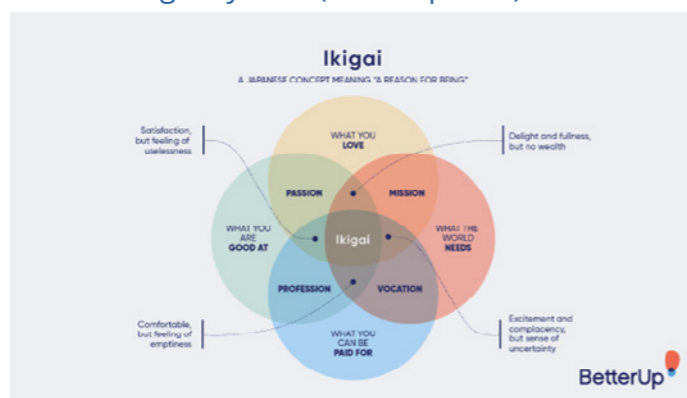 Ikigai
A JAPANESE CONCEPT MEANING "A REASON FOR BEING"
Satisfaction,
but feeling of
uselessness
WHAT YOU
LOVE
Delight and fullness,
but no wealth
PASSION
MISSION
WHAT YOU
ARE
GOOD AT
Ikigai
WHAT THE
WORLD
NEEDS
PROFESSION
VOCATION
Comfortable,
but feeling of
emptiness
WHAT YOU
CAN BE
PAID FOR
Excitement and
complacency,
but sense of
uncertainty
BetterUp